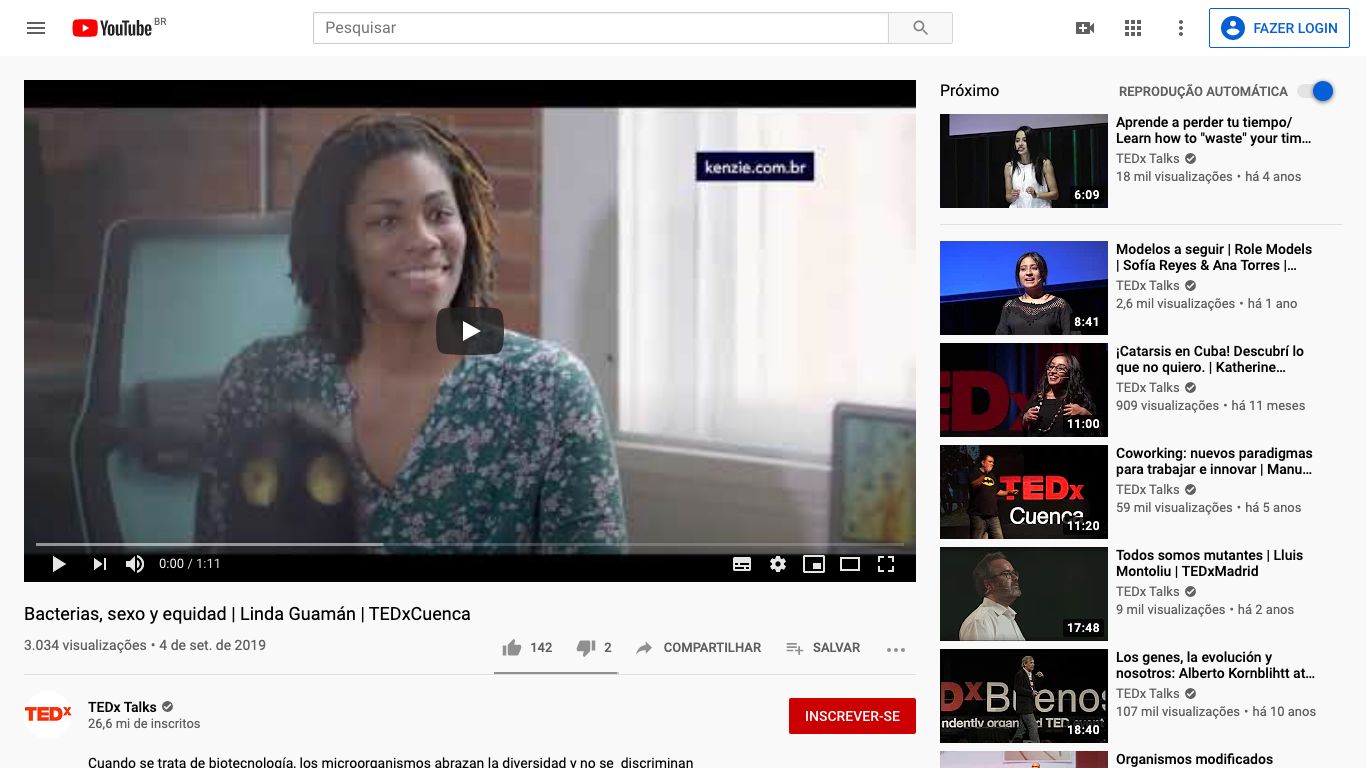 YouTube BR
Pesquisar
FAZER LOGIN
kenzie.com.br
0:00 / 1:11
Bacterias, sexo y equidad | Linda Guamán | TEDxCuenca
3.034 visualizações • 4 de set. de 2019
142
2
COMPARTILHAR
SALVAR
TEDx
TEDx Talks
26,6 mi de inscritos
INSCREVER-SE
Cuando se trata de biotecnología, los microorganismos abrazan la diversidad y no se discriminan
Próximo
REPRODUÇÃO AUTOMÁTICA
6:09
Aprende a perder tu tiempo/
Learn how to "waste" your tim...
TEDx Talks
18 mil visualizações • há 4 anos
8:41
Modelos a seguir | Role Models
| Sofía Reyes & Ana Torres |...
TEDx Talks
2,6 mil visualizações • há 1 ano
EDx
11:00
¡Catarsis en Cuba! Descubrí lo
que no quiero. | Katherine...
TEDx Talks
909 visualizações • há 11 meses
TEDx
Cuenca
11:20
Coworking: nuevos paradigmas
para trabajar e innovar | Manu...
TEDx Talks
59 mil visualizações • há 5 anos
17:48
Todos somos mutantes | Lluis
Montoliu | TEDxMadrid
TEDx Talks
9 mil visualizações • há 2 anos
DxBuenos
18:40
Los genes, la evolución y
nosotros: Alberto Kornblihtt at...
TEDx Talks
107 mil visualizações • há 10 anos
Organismos modificados